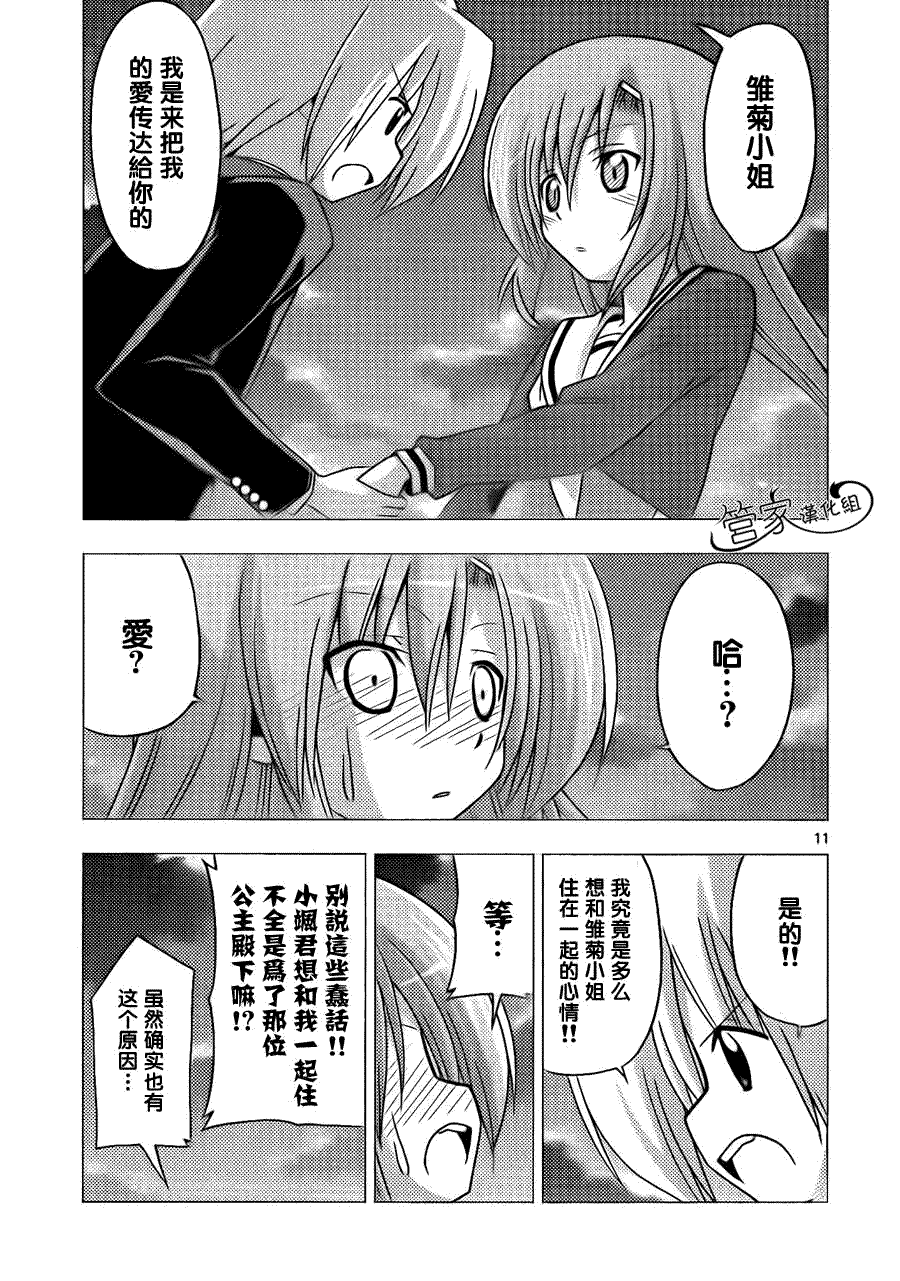 雏菊小姐
我是来把我
的愛传达給你的
管家漢化組
哈…?
愛?
11
是的!!
我究竟是多么
想和雏菊小姐
住在一起的心情!!
等…
别説這些蠢話!!
小颯君想和我一起住
不全是爲了那位
公主殿下嘛!?
虽然确实也有
这个原因…